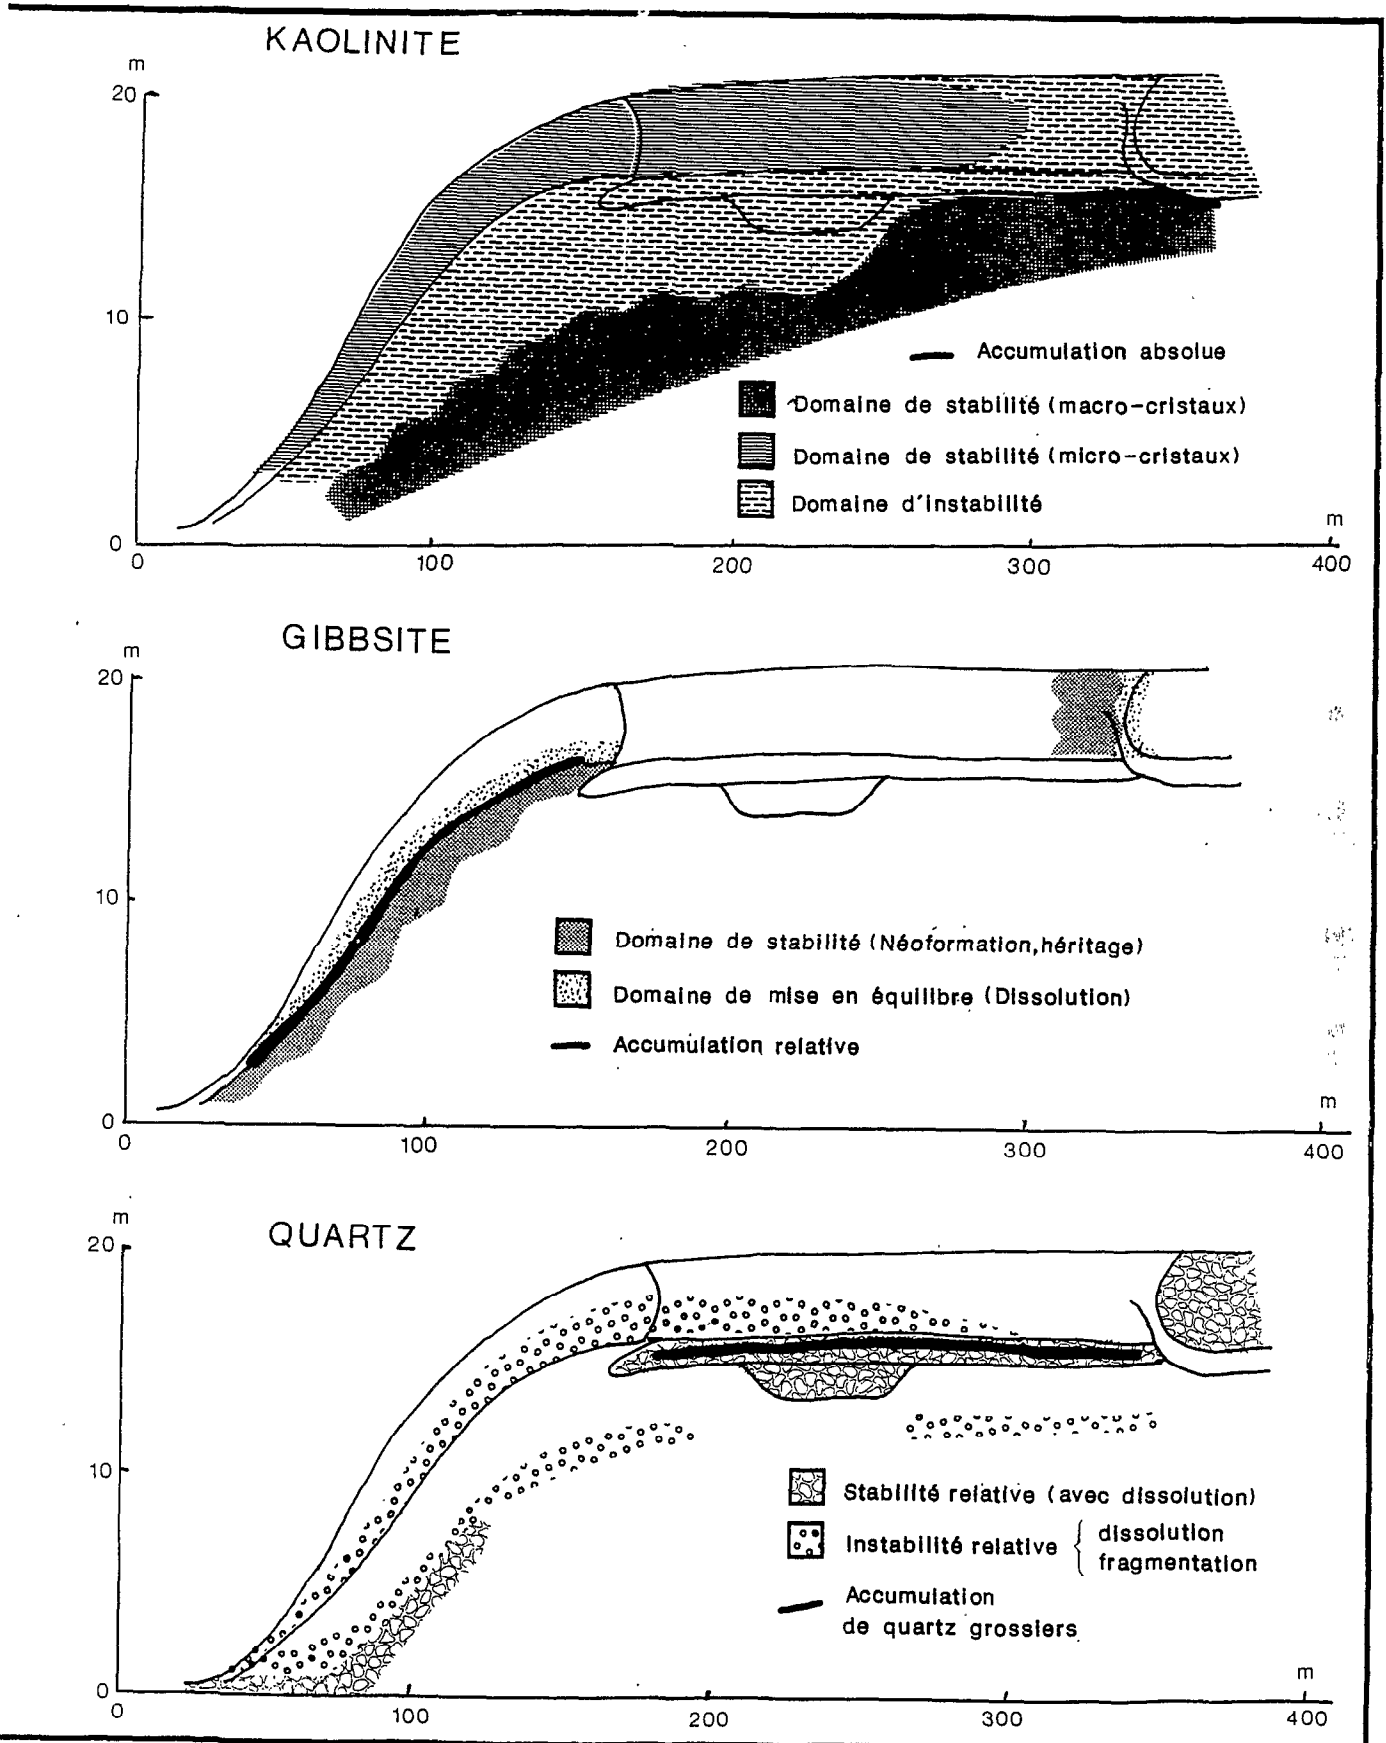 KAOLINITE
m
20
10
0
Accumulation absolue
Domaine de stabilité (macro-cristaux)
Domaine de stabilité (micro-cristaux)
Domaine d'instabilité
m
0 100 200 300 400
GIBBSITE
m
20
10
0
Domaine de stabilité (Néoformation, héritage)
Domaine de mise en équilibre (Dissolution)
Accumulation relative
m
0 100 200 300 400
QUARTZ
m
20
10
0
Stabilité relative (avec dissolution)
Instabilité relative { dissolution
fragmentation
Accumulation
de quartz grossiers
m
0 100 200 300 400